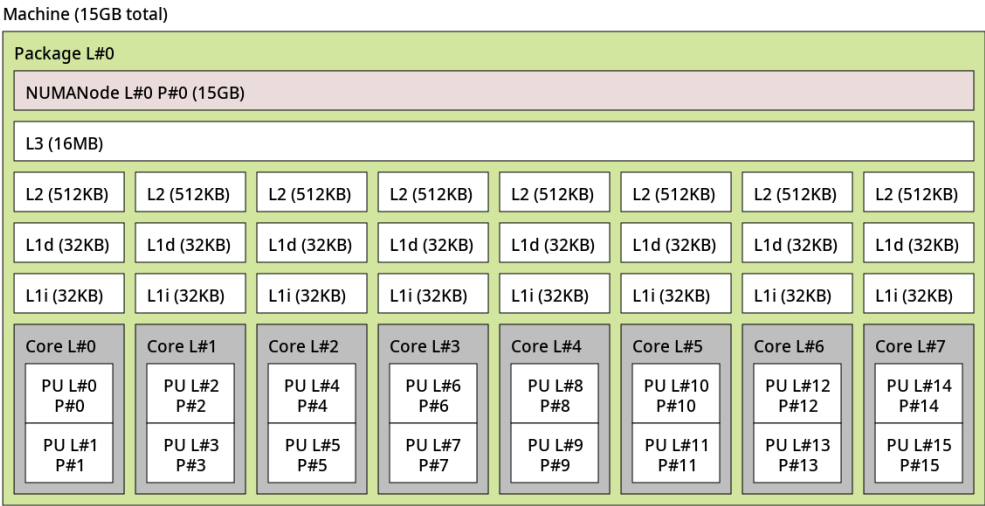 Machine (15GB total)
Package L#0
NUMANode L#0 P#0 (15GB)
L3 (16MB)
L2 (512KB) L2 (512KB) L2 (512KB) L2 (512KB) L2 (512KB) L2 (512KB) L2 (512KB) L2 (512KB)
L1d (32KB) L1d (32KB) L1d (32KB) L1d (32KB) L1d (32KB) L1d (32KB) L1d (32KB) L1d (32KB)
L1i (32KB) L1i (32KB) L1i (32KB) L1i (32KB) L1i (32KB) L1i (32KB) L1i (32KB) L1i (32KB)
Core L#0 Core L#1 Core L#2 Core L#3 Core L#4 Core L#5 Core L#6 Core L#7
PU L#0 PU L#2 PU L#4 PU L#6 PU L#8 PU L#10 PU L#12 PU L#14
P#0 P#2 P#4 P#6 P#8 P#10 P#12 P#14
PU L#1 PU L#3 PU L#5 PU L#7 PU L#9 PU L#11 PU L#13 PU L#15
P#1 P#3 P#5 P#7 P#9 P#11 P#13 P#15